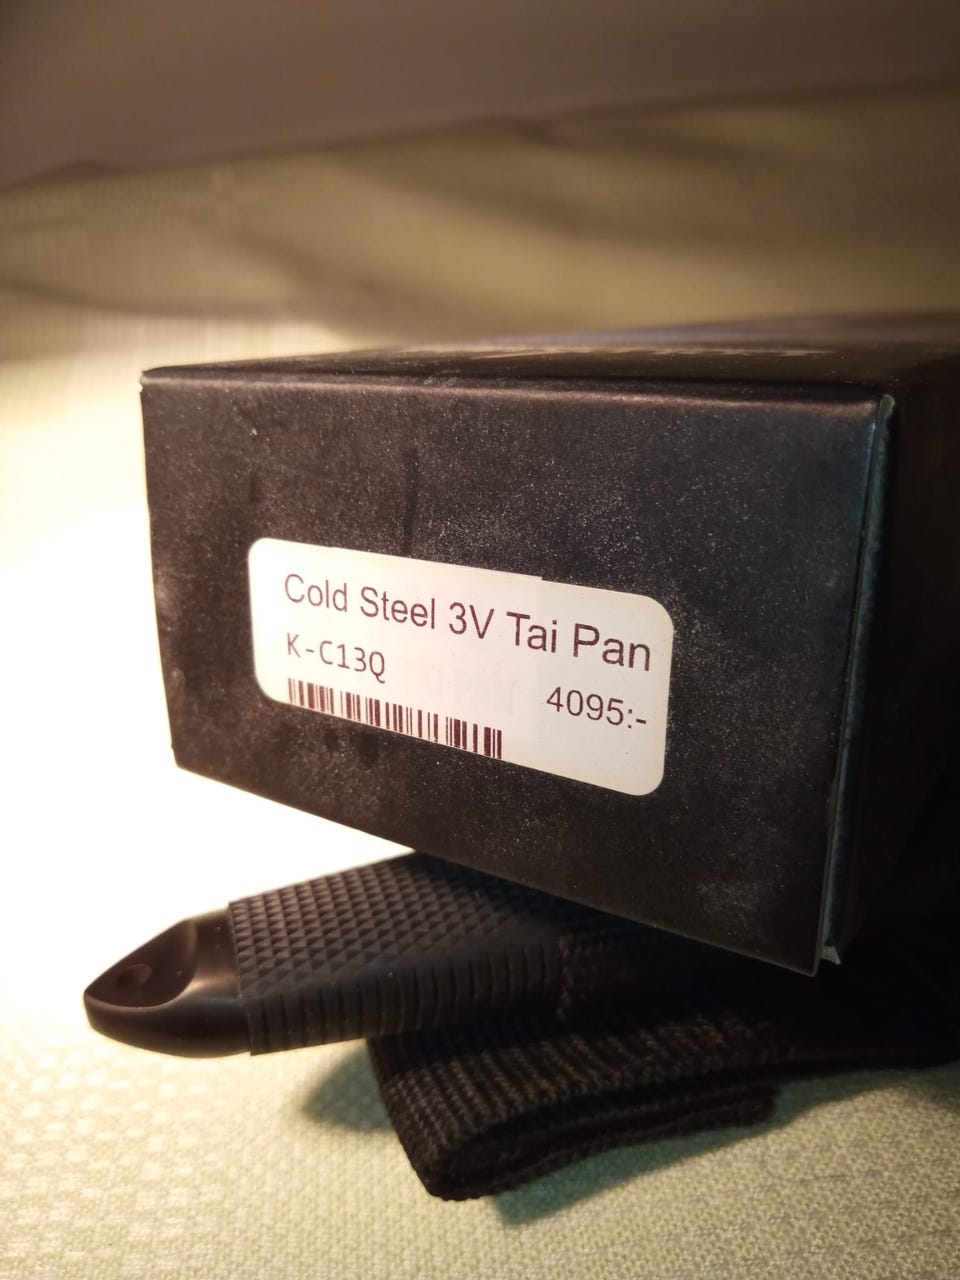 Cold Steel 3V Tai Pan
K-C13Q
4095:-